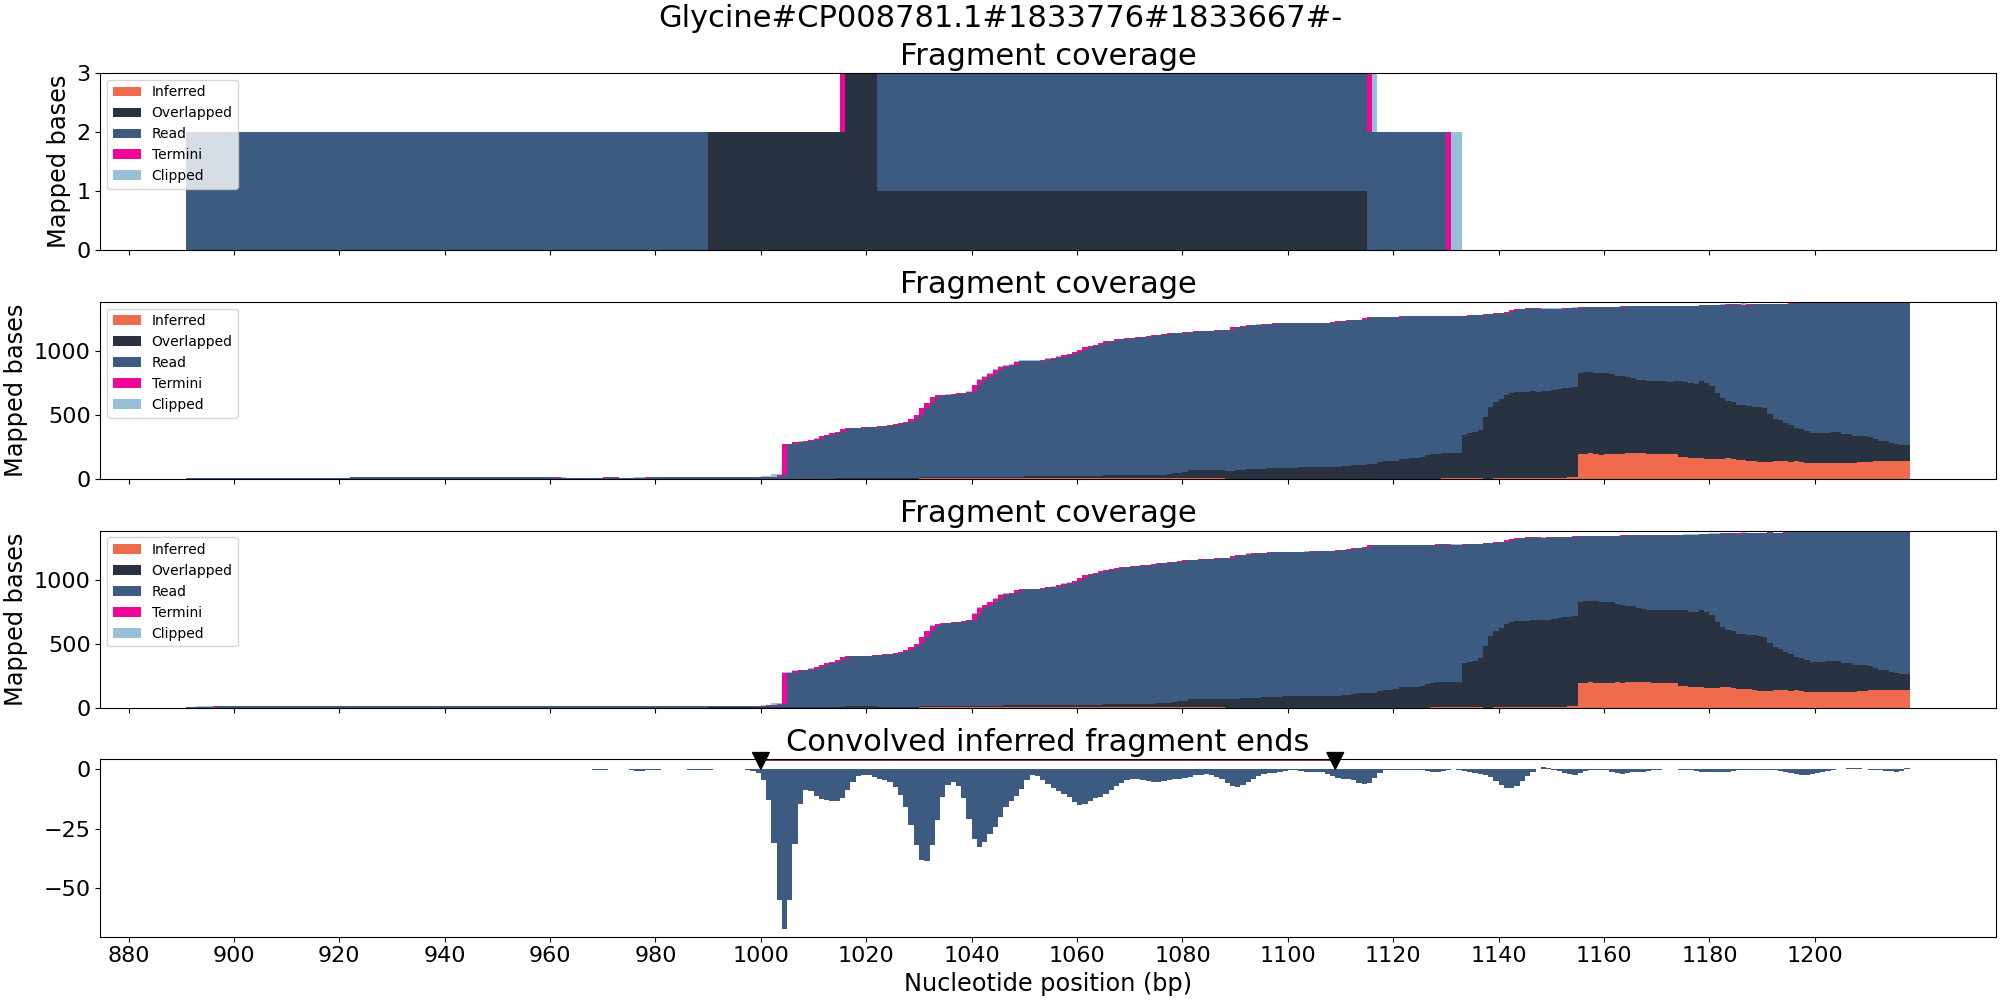 Glycine#CP008781.1#1833776#1833667#-
Fragment coverage
Mapped bases
3
2
1
0
Inferred
Overlapped
Read
Termini
Clipped
Fragment coverage
Mapped bases
1000
500
0
Inferred
Overlapped
Read
Termini
Clipped
Fragment coverage
Mapped bases
1000
500
0
Inferred
Overlapped
Read
Termini
Clipped
Convolved inferred fragment ends
0
−25
−50
880 900 920 940 960 980 1000 1020 1040 1060 1080 1100 1120 1140 1160 1180 1200
Nucleotide position (bp)